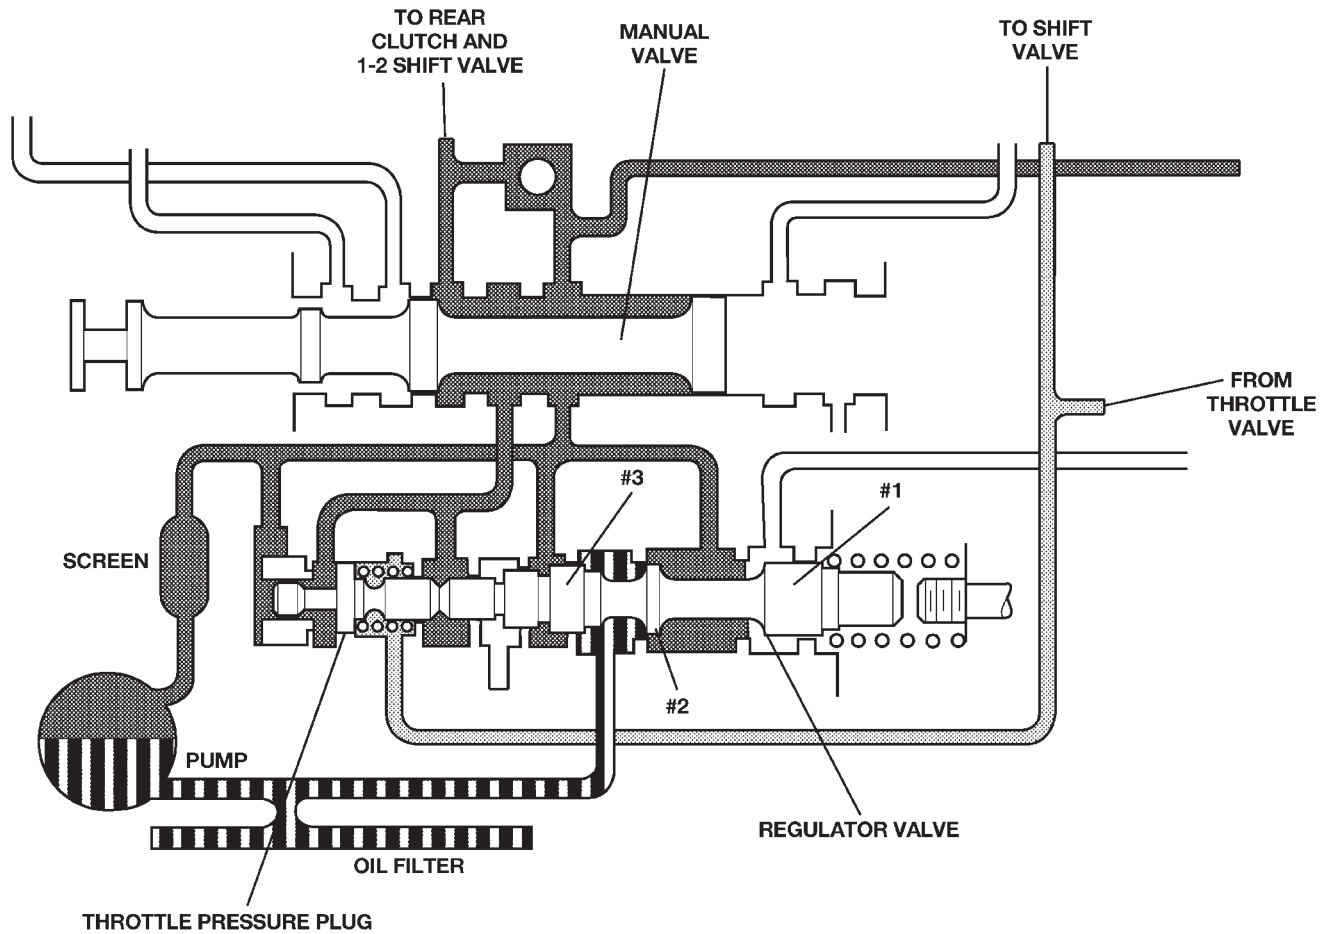 TO REAR
CLUTCH AND
1-2 SHIFT VALVE
MANUAL
VALVE
TO SHIFT
VALVE
FROM
THROTTLE
VALVE
#3
#1
SCREEN
#2
PUMP
REGULATOR VALVE
OIL FILTER
THROTTLE PRESSURE PLUG